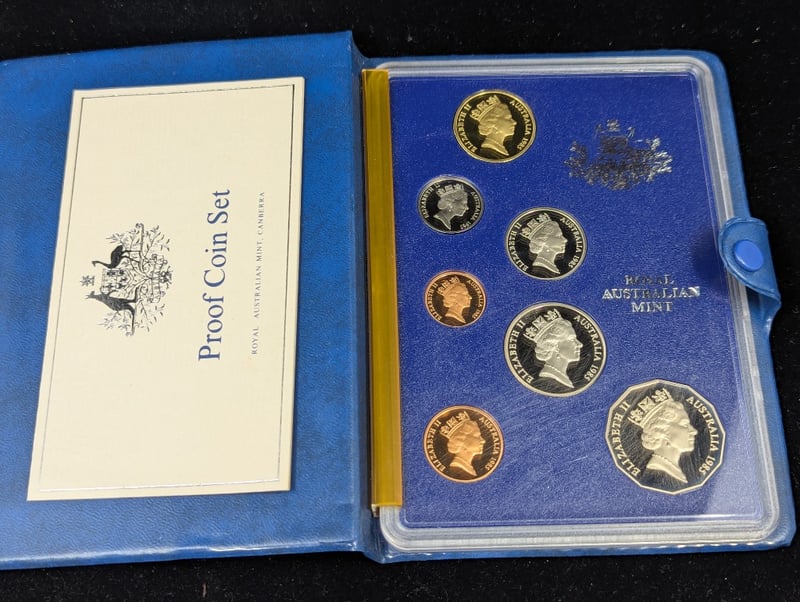 Proof Coin Set
ROYAL AUSTRALIAN MINT, CANBERRA
ELIZABETH II AUSTRALIA 1985
ELIZABETH II AUSTRALIA 1985
ELIZABETH II AUSTRALIA 1985
ELIZABETH II AUSTRALIA 1985
ELIZABETH II AUSTRALIA 1985
ELIZABETH II AUSTRALIA 1985
ELIZABETH II AUSTRALIA 1985
ROYAL
AUSTRALIAN
MINT